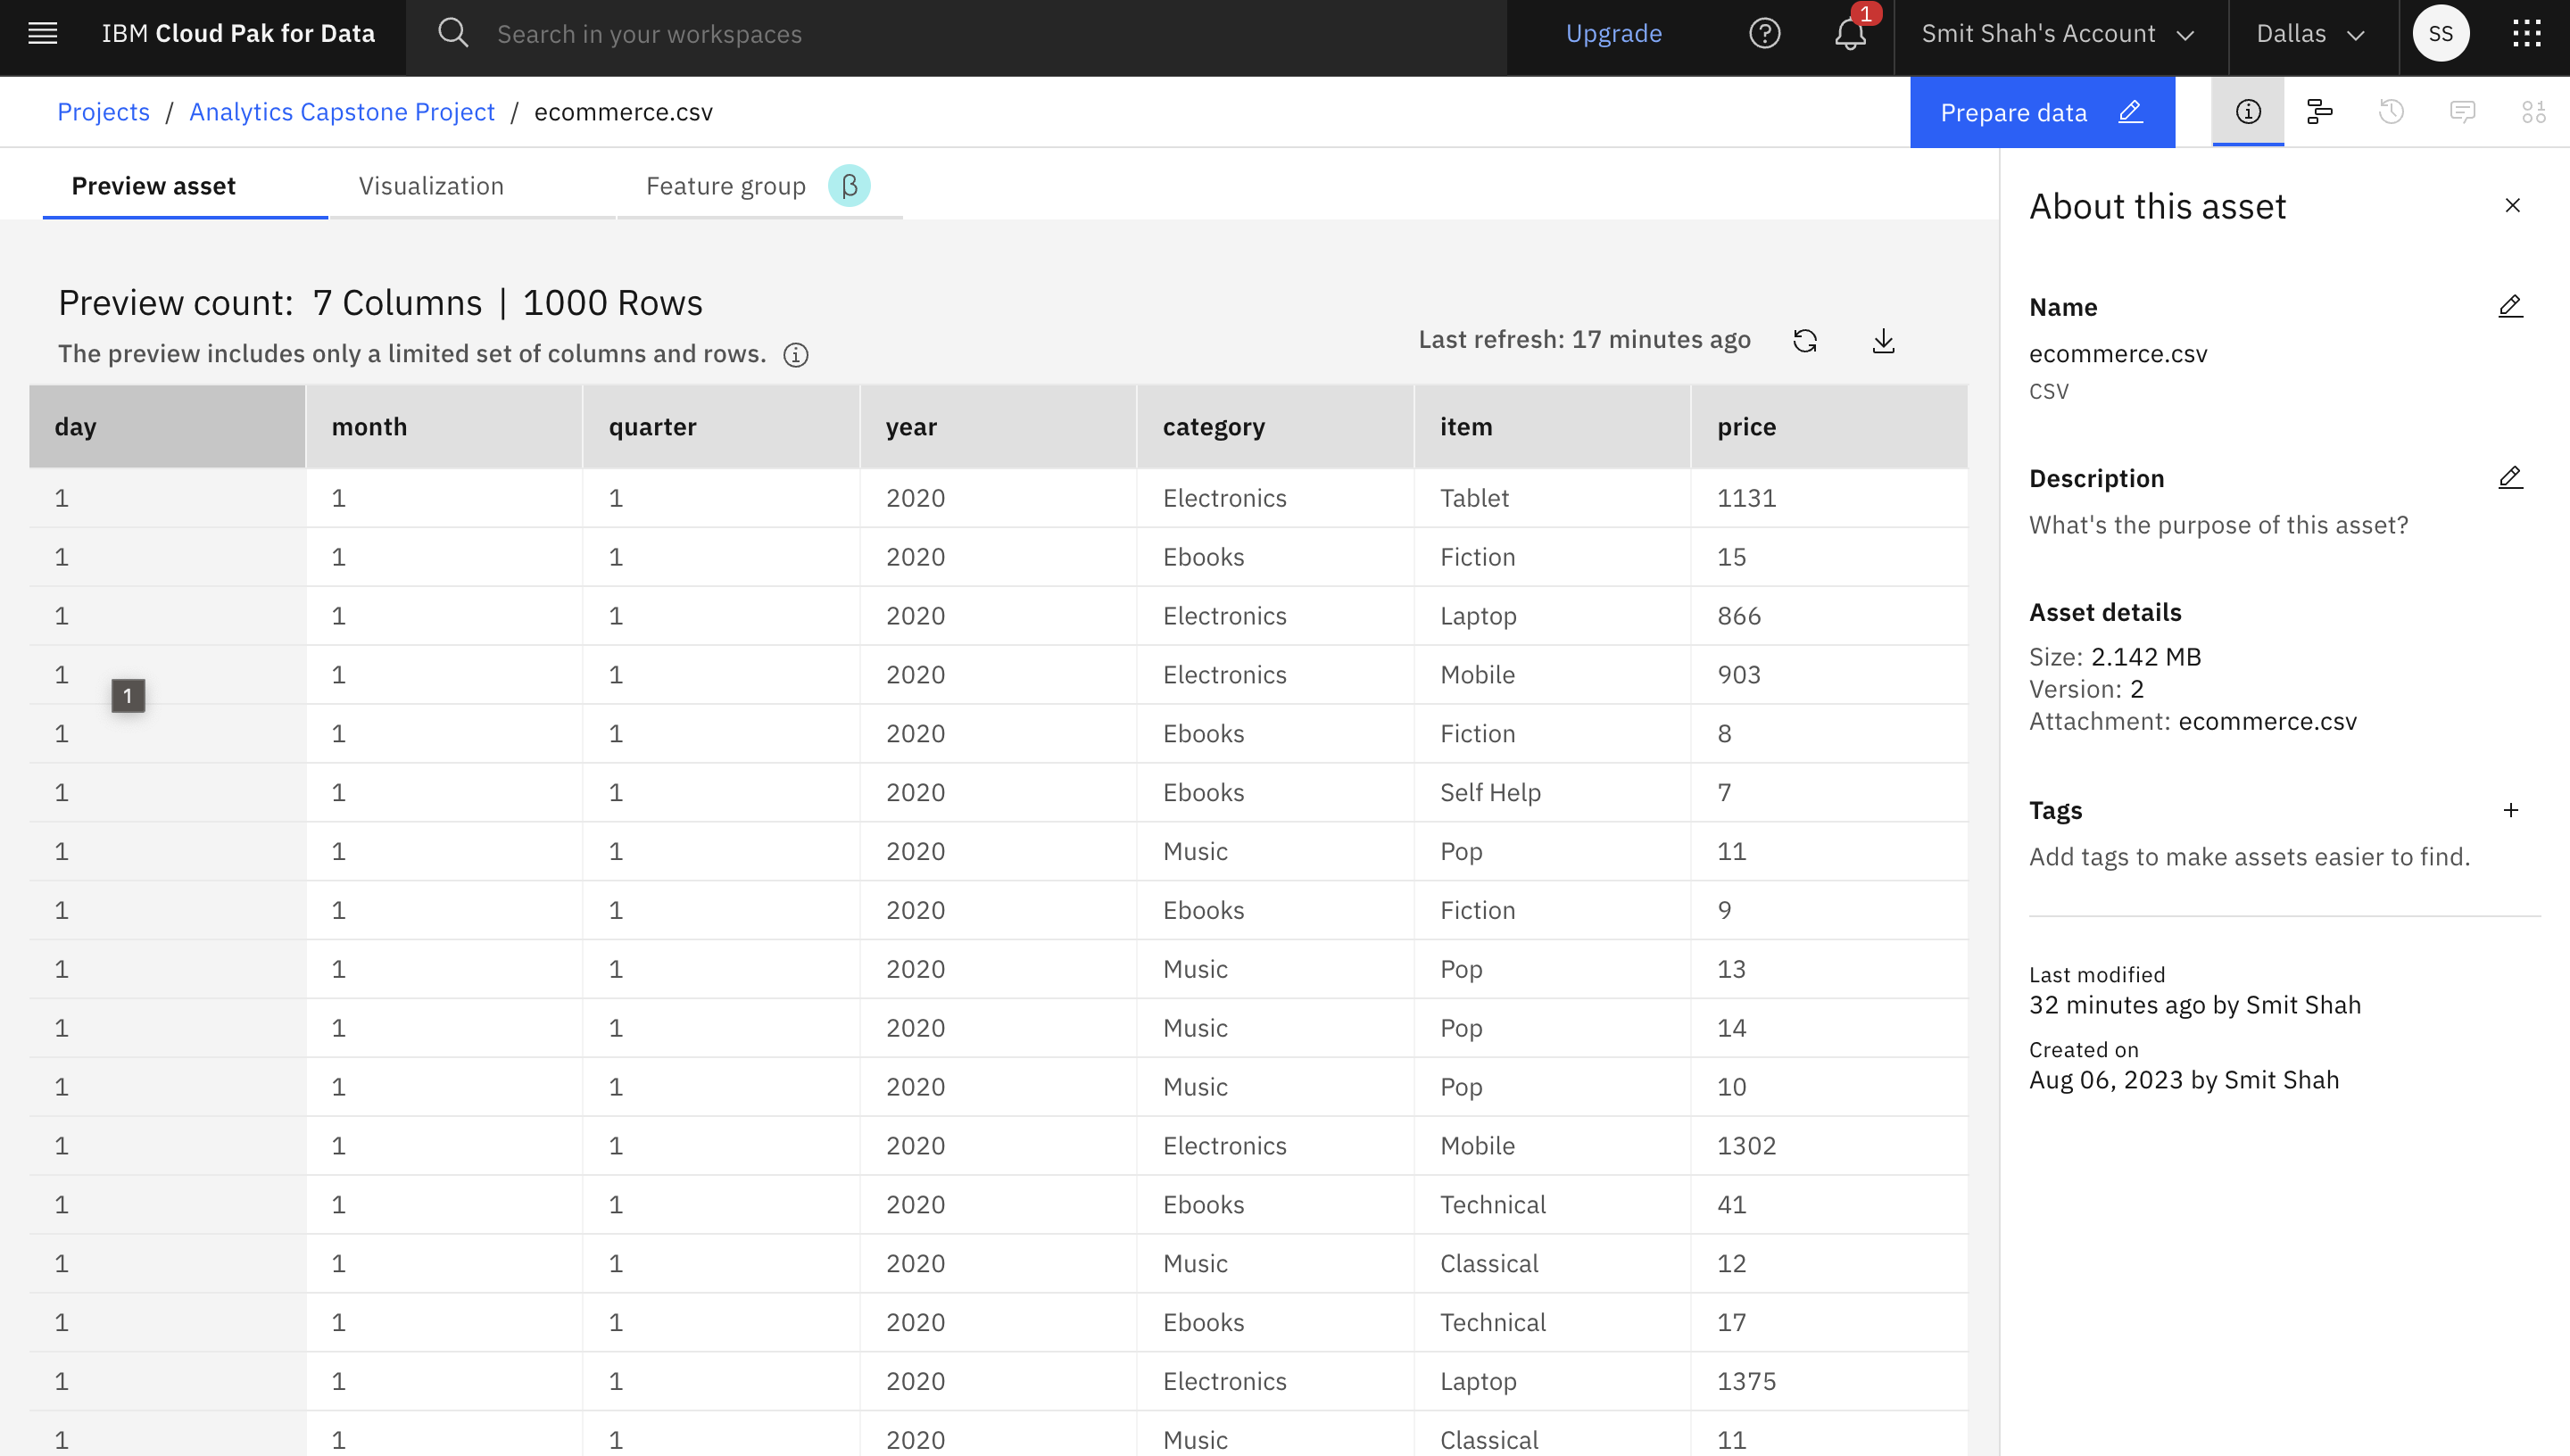 IBM Cloud Pak for Data
Search in your workspaces
Upgrade
1
Smit Shah's Account
Dallas
SS
Projects / Analytics Capstone Project / ecommerce.csv
Prepare data
Preview asset
Visualization
Feature group β
Preview count: 7 Columns | 1000 Rows
The preview includes only a limited set of columns and rows.
Last refresh: 17 minutes ago
day month quarter year category item price
1 1 1 2020 Electronics Tablet 1131
1 1 1 2020 Ebooks Fiction 15
1 1 1 2020 Electronics Laptop 866
1 1 1 2020 Electronics Mobile 903
1
1 1 1 2020 Ebooks Fiction 8
1 1 1 2020 Ebooks Self Help 7
1 1 1 2020 Music Pop 11
1 1 1 2020 Ebooks Fiction 9
1 1 1 2020 Music Pop 13
1 1 1 2020 Music Pop 14
1 1 1 2020 Music Pop 10
1 1 1 2020 Electronics Mobile 1302
1 1 1 2020 Ebooks Technical 41
1 1 1 2020 Music Classical 12
1 1 1 2020 Ebooks Technical 17
1 1 1 2020 Electronics Laptop 1375
1 1 1 2020 Music Classical 11
About this asset
Name
ecommerce.csv
CSV
Description
What's the purpose of this asset?
Asset details
Size: 2.142 MB
Version: 2
Attachment: ecommerce.csv
Tags
Add tags to make assets easier to find.
Last modified
32 minutes ago by Smit Shah
Created on
Aug 06, 2023 by Smit Shah